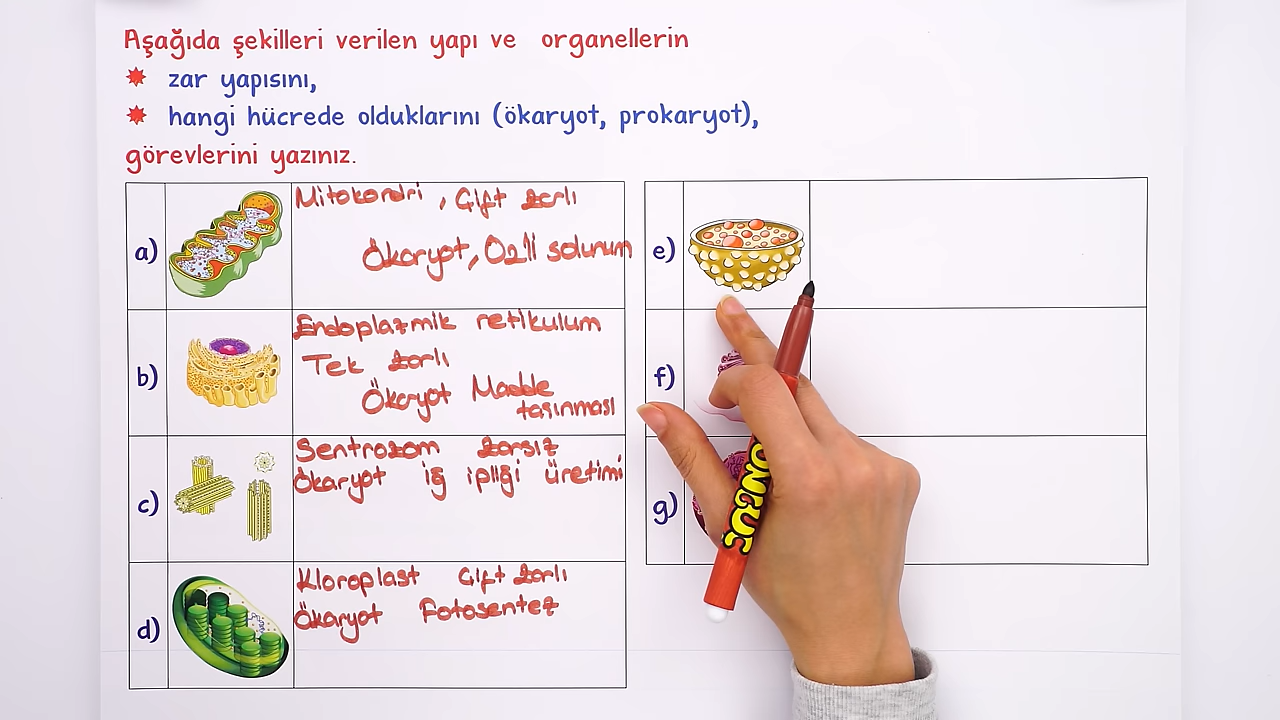 Aşağıda şekilleri verilen yapı ve organellerin
zar yapısını,
hangi hücrede olduklarını (ökaryot, prokaryot),
görevlerini yazınız.
a)
Mitokondri, Çift zarlı
Ökaryot, O2li solunum
b)
Endoplazmik retikulum
Tek zarlı
Ökaryot Madde
taşınması
c)
Sentrozom zarsız
Ökaryot iğ ipliği üretimi
d)
Kloroplast Çift zarlı
Ökaryot Fotosentez
e)
f)
g)